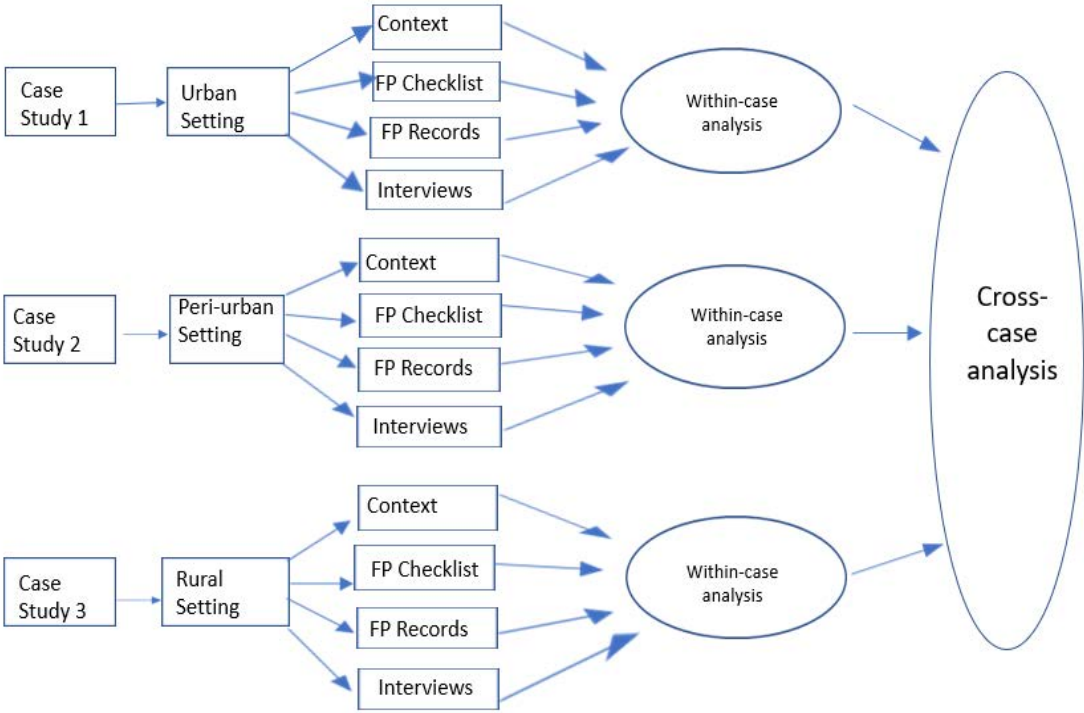 Case
Study 1
Urban
Setting
Context
FP Checklist
FP Records
Interviews
Within-case
analysis
Case
Study 2
Peri-urban
Setting
Context
FP Checklist
FP Records
Interviews
Within-case
analysis
Case
Study 3
Rural
Setting
Context
FP Checklist
FP Records
Interviews
Within-case
analysis
Cross-
case
analysis